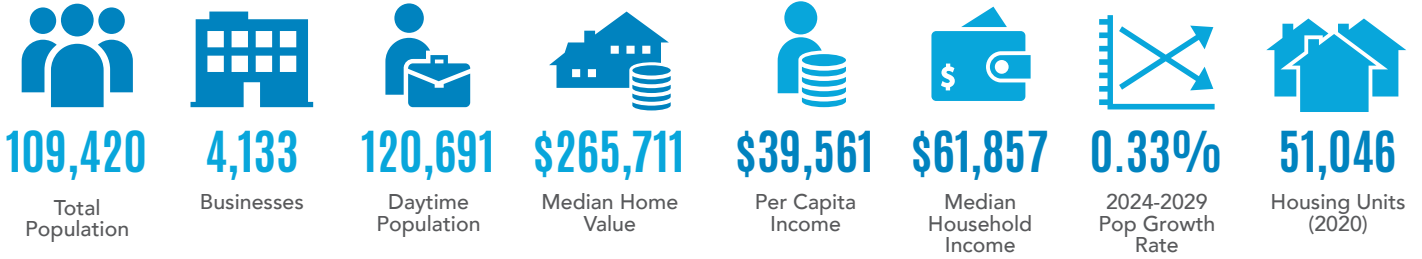 $
109,420
Total
Population
4,133
Businesses
120,691
Daytime
Population
$265,711
Median Home
Value
$39,561
Per Capita
Income
$61,857
Median
Household
Income
0.33%
2024-2029
Pop Growth
Rate
51,046
Housing Units
(2020)